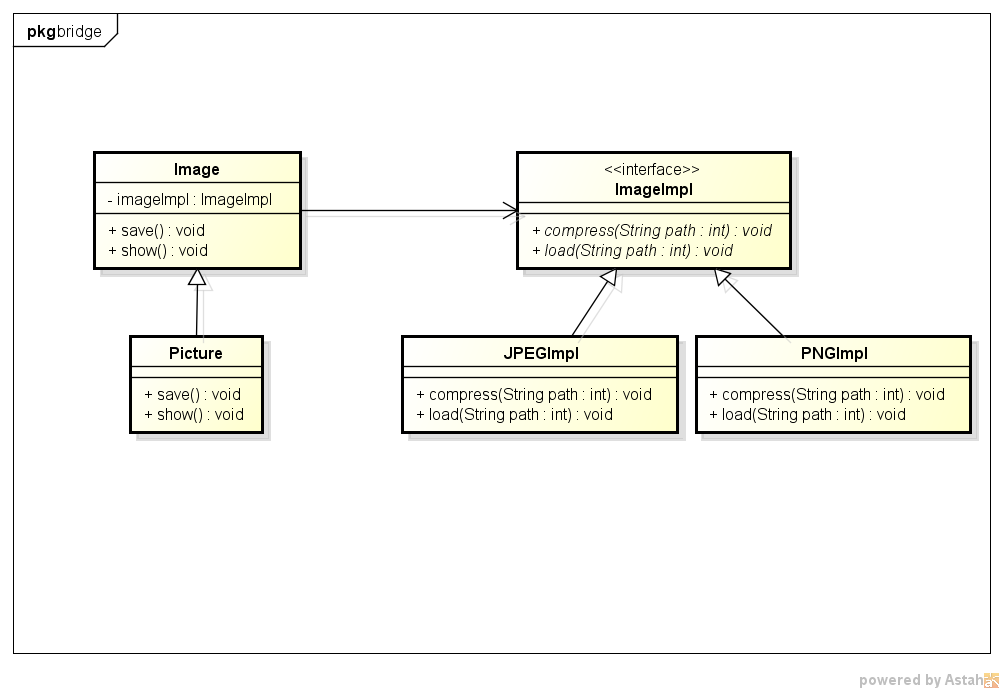 pkg bridge
Image
- imageImpl : ImageImpl
+ save() : void
+ show() : void
<<interface>>
ImageImpl
+ compress(String path : int) : void
+ load(String path : int) : void
Picture
+ save() : void
+ show() : void
JPEGImpl
+ compress(String path : int) : void
+ load(String path : int) : void
PNGImpl
+ compress(String path : int) : void
+ load(String path : int) : void
powered by Astah